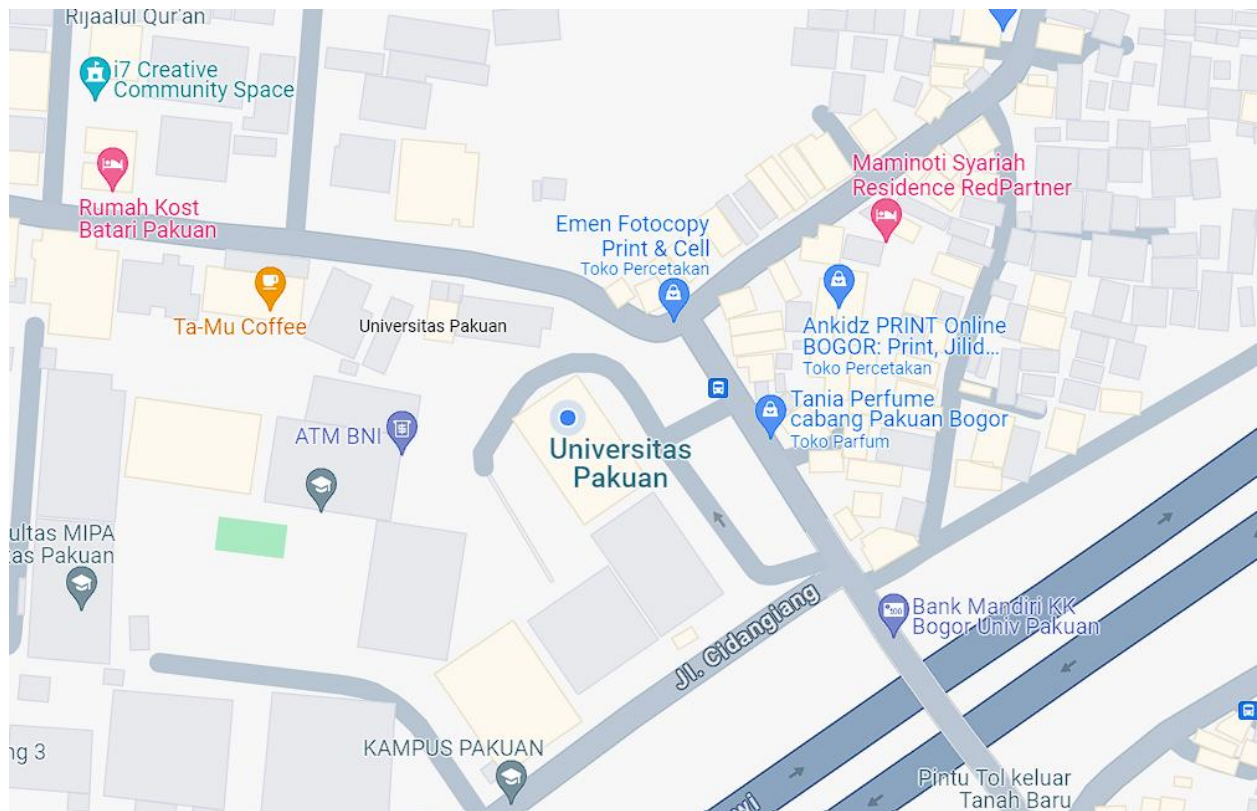 Rijaalul Qur'an
i7 Creative
Community Space
Rumah Kost
Batari Pakuan
Maminoti Syariah
Residence RedPartner
Emen Fotocopy
Print & Cell
Toko Percetakan
Ta-Mu Coffee
Universitas Pakuan
Ankidz PRINT Online
BOGOR: Print, Jilid...
Toko Percetakan
Tania Perfume
cabang Pakuan Bogor
Toko Parfum
ATM BNI
Universitas
Pakuan
ultas MIPA
tas Pakuan
Bank Mandiri KK
Bogor Univ Pakuan
Jl. Cidangiang
KAMPUS PAKUAN
ng 3
Pintu Tol keluar
Tanah Baru
wi